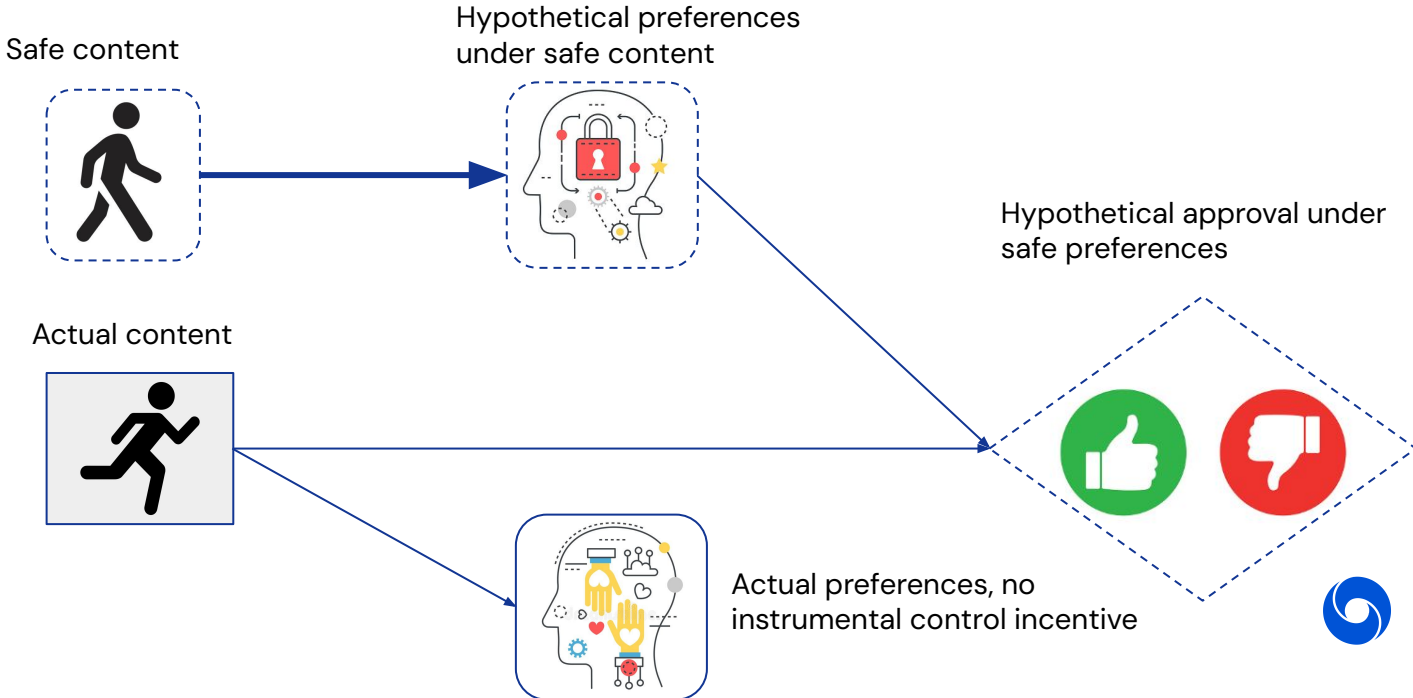 Hypothetical preferences
under safe content
Safe content
Hypothetical approval under
safe preferences
Actual content
Actual preferences, no
instrumental control incentive